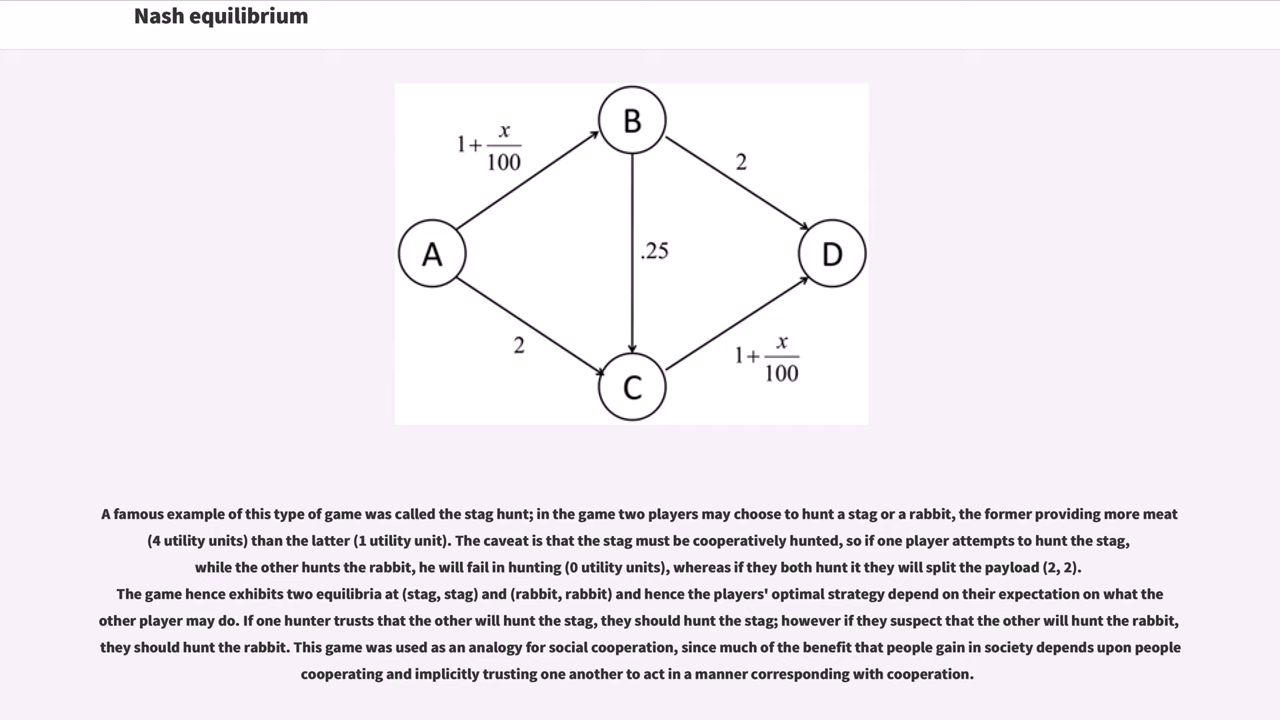 Nash equilibrium
B
1+ x/100
2
A
.25
D
2
1+ x/100
C
A famous example of this type of game was called the stag hunt; in the game two players may choose to hunt a stag or a rabbit, the former providing more meat
(4 utility units) than the latter (1 utility unit). The caveat is that the stag must be cooperatively hunted, so if one player attempts to hunt the stag,
while the other hunts the rabbit, he will fail in hunting (0 utility units), whereas if they both hunt it they will split the payload (2, 2).
The game hence exhibits two equilibria at (stag, stag) and (rabbit, rabbit) and hence the players' optimal strategy depend on their expectation on what the
other player may do. If one hunter trusts that the other will hunt the stag, they should hunt the stag; however if they suspect that the other will hunt the rabbit,
they should hunt the rabbit. This game was used as an analogy for social cooperation, since much of the benefit that people gain in society depends upon people
cooperating and implicitly trusting one another to act in a manner corresponding with cooperation.